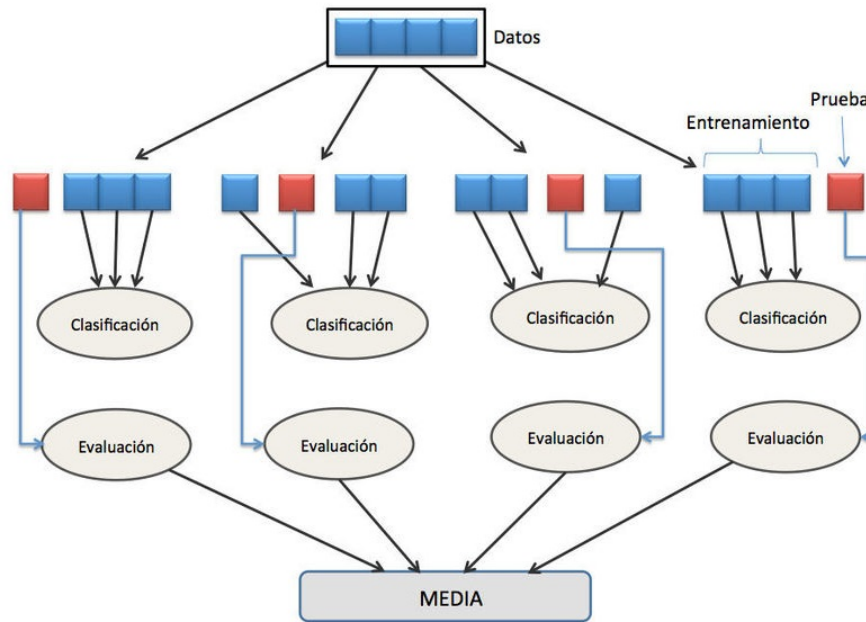 Datos
Prueba
Entrenamiento
Clasificación
Clasificación
Clasificación
Clasificación
Evaluación
Evaluación
Evaluación
Evaluación
MEDIA